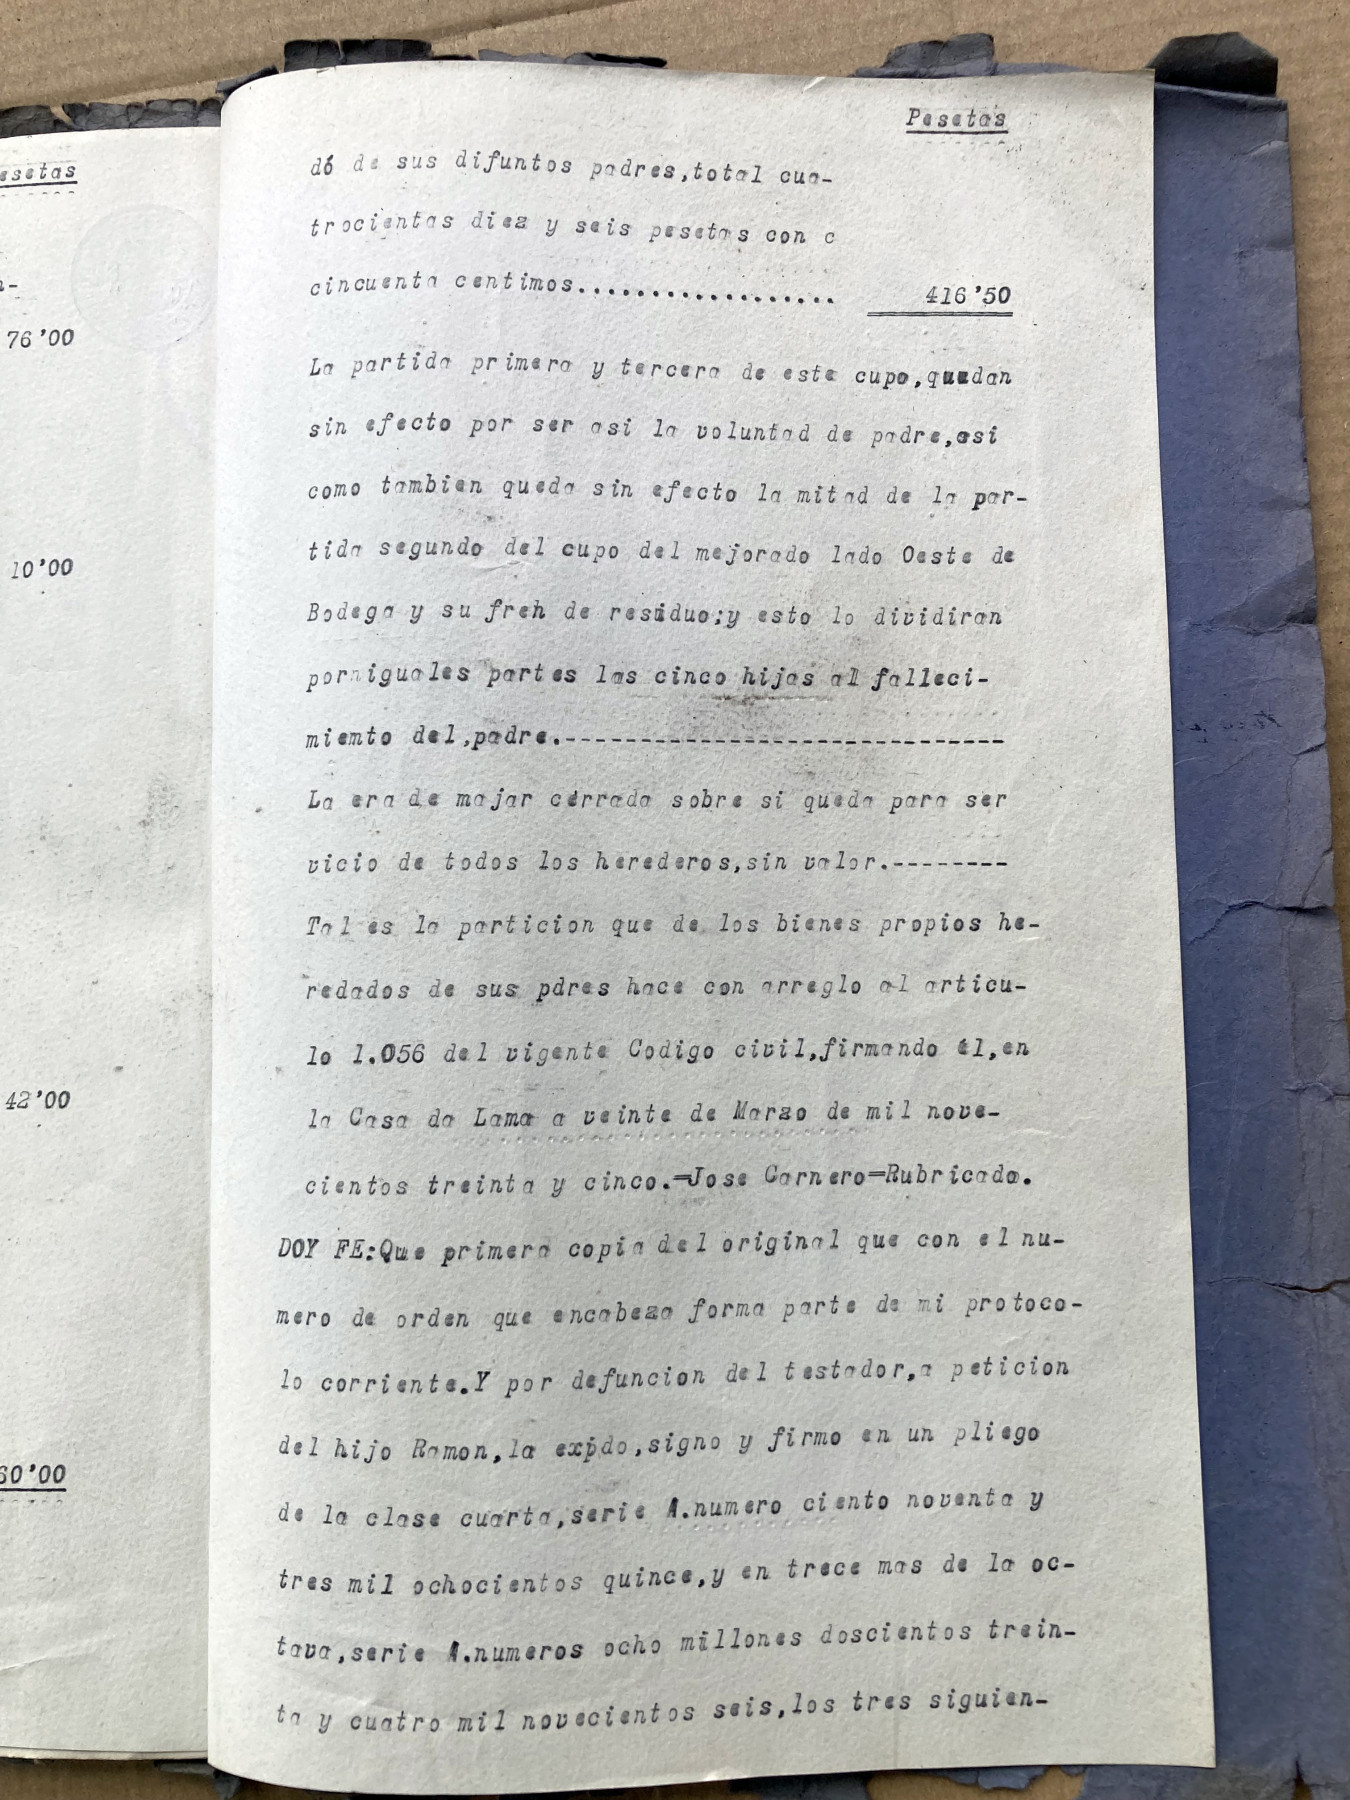 esetas
n-
76'00
10'00
42'00
60'00
Pesetas
dó de sus difuntos padres,total cua-
trocientas diez y seis pesetas con c
cincuenta centimos..................
416'50
La partida primera y tercera de este cupo,quedan
sin efecto por ser asi la voluntad de padre,asi
como tambien queda sin efecto la mitad de la par-
tida segundo del cupo del mejorado lado Oeste de
Bodega y su freh de residuo;y esto lo dividiran
porniguales partes las cinco hijas al falleci-
miemto del,padre.------------------------------
La era de majar cerrada sobre si queda para ser
vicio de todos los herederos,sin valor.--------
Tal es la particion que de los bienes propios he-
redados de sus pdres hace con arreglo al articu-
lo 1.056 del vigente Codigo civil,firmando él,en
la Casa da Lama a veinte de Marzo de mil nove-
cientos treinta y cinco.=Jose Carnero=Rubricado.
DOY FE:Que primera copia del original que con el nu-
mero de orden que encabeza forma parte de mi protoco-
lo corriente.Y por defuncion del testador,a peticion
del hijo Ramon,la expdo,signo y firmo en un pliego
de la clase cuarta,serie A.numero ciento noventa y
tres mil ochocientos quince,y en trece mas de la oc-
tava,serie A.numeros ocho millones doscientos trein-
ta y cuatro mil novecientos seis,los tres siguien-